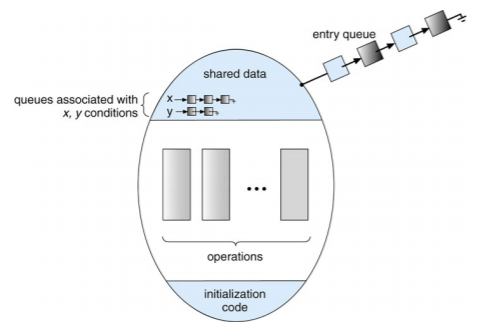 entry queue
shared data
queues associated with
x, y conditions
x
y
operations
initialization
code